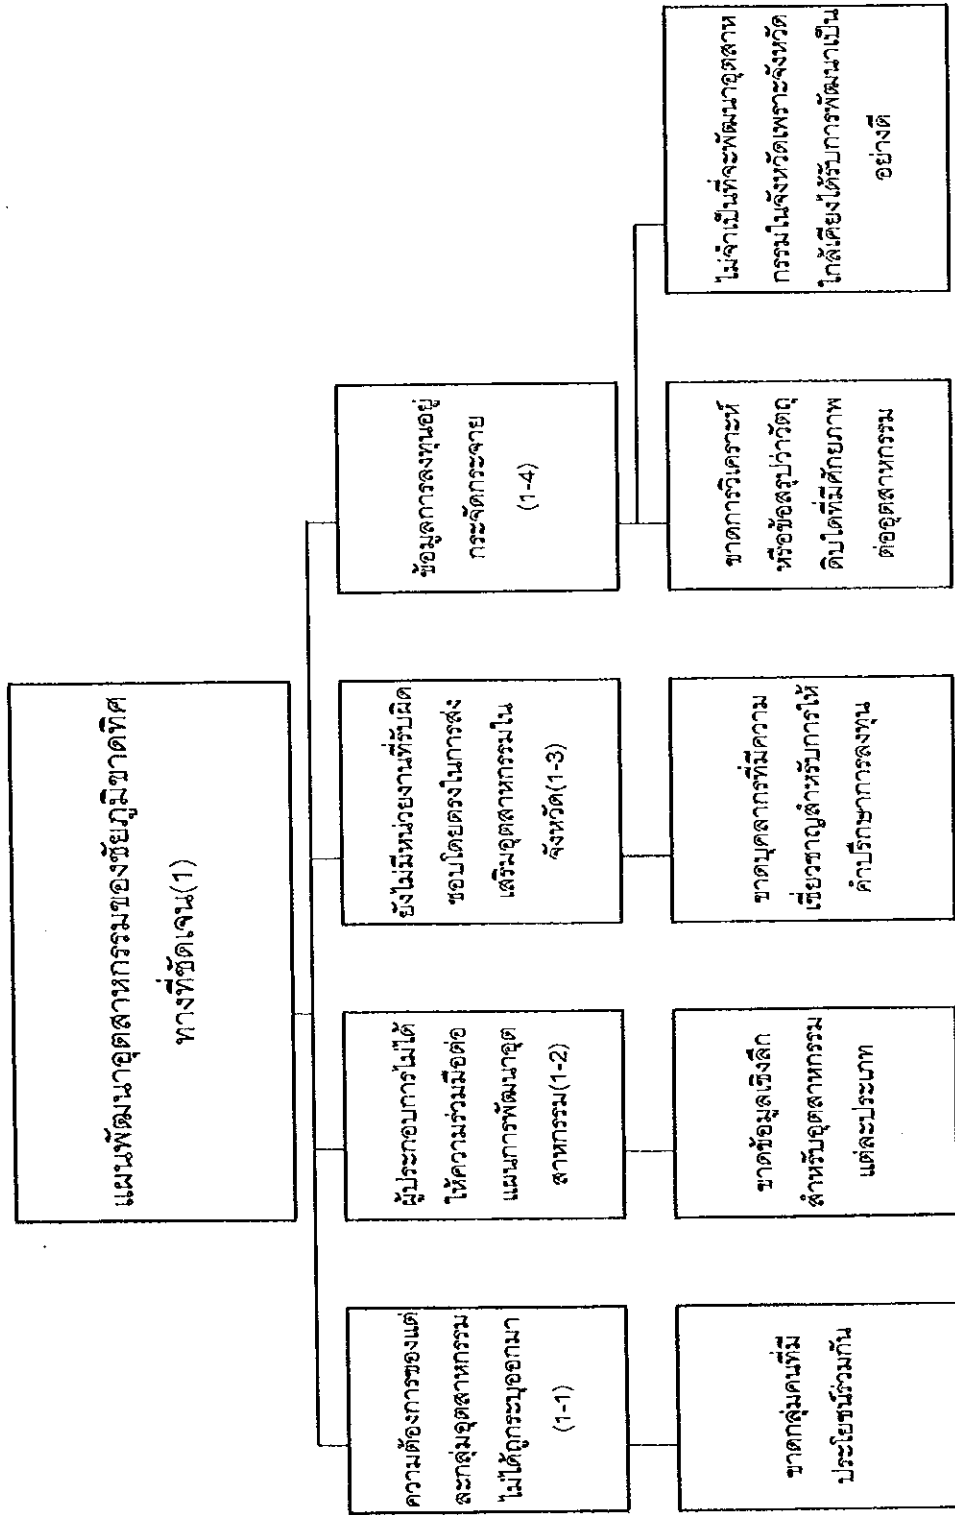 แผนพัฒนาอุตสาหกรรมของชัยภูมิขาดทิศ
ทางที่ชัดเจน(1)
ความต้องการของแต่
ละกลุ่มอุตสาหกรรม
ไม่ได้ถูกระบุออกมา
(1-1)
ผู้ประกอบการไม่ได้
ให้ความร่วมมือต่อ
แผนการพัฒนาอุต
สาหกรรม(1-2)
ยังไม่มีหน่วยงานที่รับผิด
ชอบโดยตรงในการส่ง
เสริมอุตสาหกรรมใน
จังหวัด(1-3)
ข้อมูลการลงทุนอยู่
กระจัดกระจาย
(1-4)
ขาดกลุ่มคนที่มี
ประโยชน์ร่วมกัน
ขาดข้อมูลเชิงลึก
สำหรับอุตสาหกรรม
แต่ละประเภท
ขาดบุคลากรที่มีความ
เชี่ยวชาญสำหรับการให้
คำปรึกษาการลงทุน
ขาดการวิเคราะห์
หรือข้อสรุปว่าวัตถุ
ดิบใดที่มีศักยภาพ
ต่ออุตสาหกรรม
ไม่จำเป็นที่จะพัฒนาอุตสาห
กรรมในจังหวัดเพราะจังหวัด
ใกล้เคียงได้รับการพัฒนาเป็น
อย่างดี